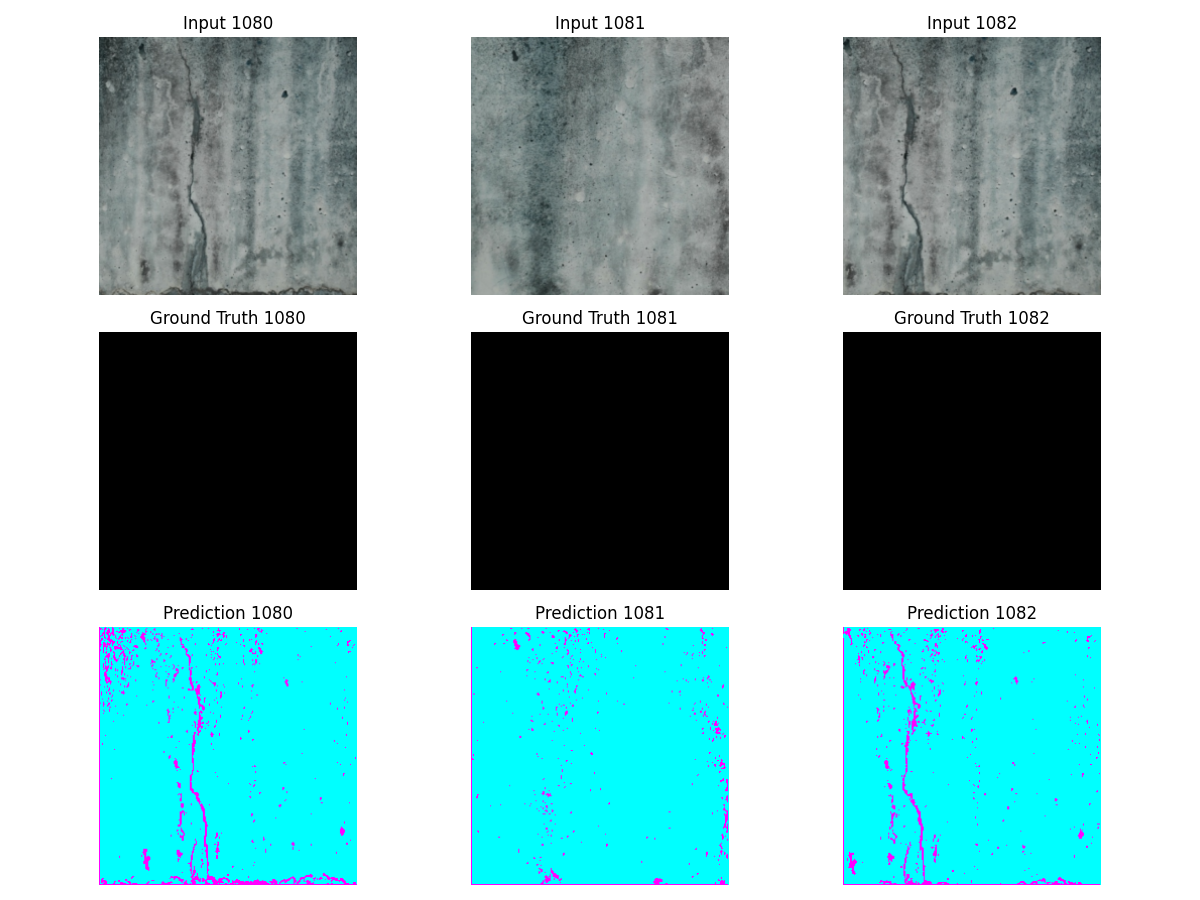 Input 1080
Input 1081
Input 1082
Ground Truth 1080
Ground Truth 1081
Ground Truth 1082
Prediction 1080
Prediction 1081
Prediction 1082